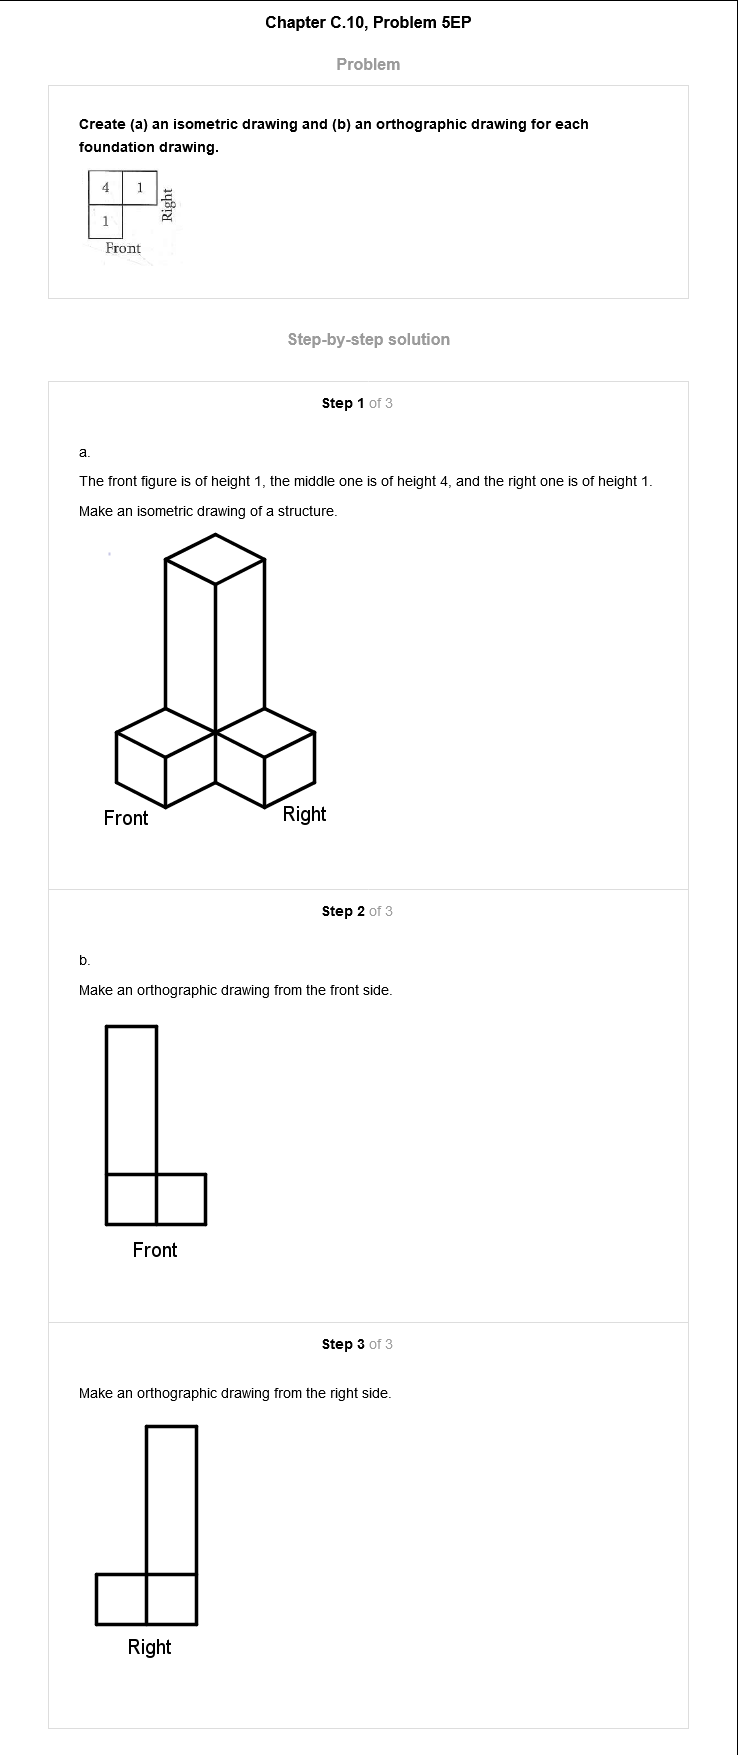 Chapter C.10, Problem 5EP
Problem
Create (a) an isometric drawing and (b) an orthographic drawing for each
foundation drawing.
4 1
Right
1
Front
Step-by-step solution
Step 1 of 3
a.
The front figure is of height 1, the middle one is of height 4, and the right one is of height 1.
Make an isometric drawing of a structure.
Front
Right
Step 2 of 3
b.
Make an orthographic drawing from the front side.
Front
Step 3 of 3
Make an orthographic drawing from the right side.
Right